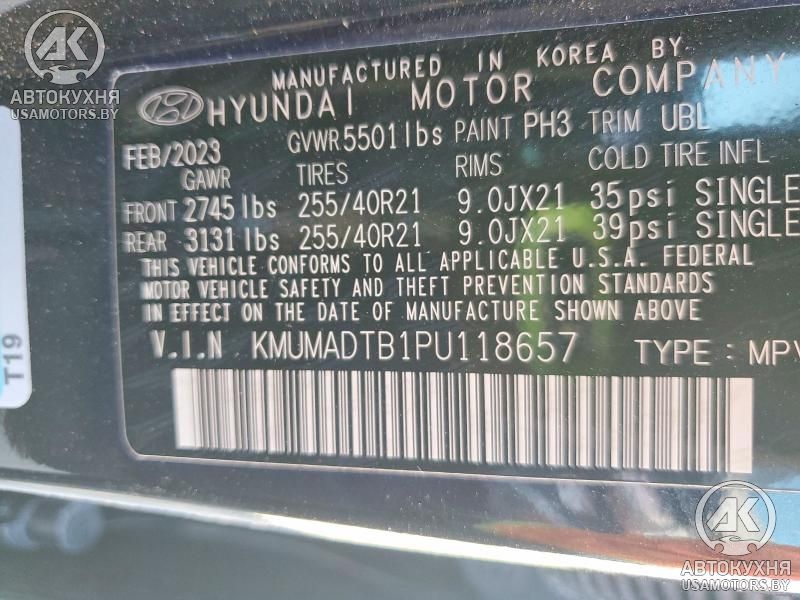 AK
АВТОКУХНЯ
USAMOTORS.BY
MANUFACTURED IN KOREA BY
HYUNDAI MOTOR COMPANY
FEB/2023 GVWR 5501 lbs PAINT PH3 TRIM UBL
GAWR TIRES RIMS COLD TIRE INFL
FRONT 2745 lbs 255/40R21 9.0JX21 35psi SINGLE
REAR 3131 lbs 255/40R21 9.0JX21 39psi SINGLE
THIS VEHICLE CONFORMS TO ALL APPLICABLE U.S.A. FEDERAL
MOTOR VEHICLE SAFETY AND THEFT PREVENTION STANDARDS
IN EFFECT ON THE DATE OF MANUFACTURE SHOWN ABOVE
V.I.N KMUMADTB1PU118657 TYPE : MPV
T19
AK
АВТОКУХНЯ
USAMOTORS.BY